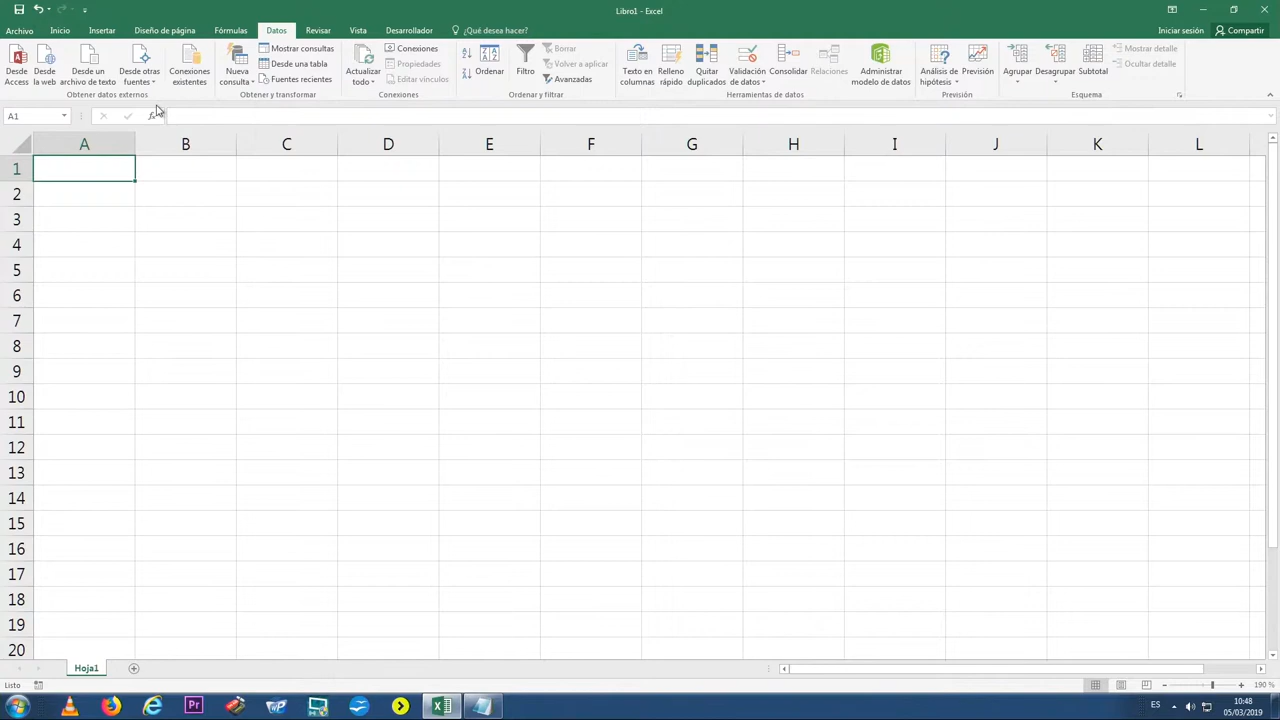 Libro1 - Excel
Archivo Inicio Insertar Diseño de página Fórmulas Datos Revisar Vista Desarrollador ¿Qué desea hacer? Iniciar sesión Compartir
Desde Access
Desde la web
Desde un archivo de texto
Desde otras fuentes
Conexiones existentes
Obtener datos externos
Nueva consulta
Mostrar consultas
Desde una tabla
Fuentes recientes
Obtener y transformar
Actualizar todo
Conexiones
Propiedades
Editar vínculos
Conexiones
Ordenar
Filtro
Borrar
Volver a aplicar
Avanzadas
Ordenar y filtrar
Texto en columnas
Relleno rápido
Quitar duplicados
Validación de datos
Consolidar
Relaciones
Administrar modelo de datos
Herramientas de datos
Análisis de hipótesis
Previsión
Previsión
Agrupar
Desagrupar
Subtotal
Mostrar detalle
Ocultar detalle
Esquema
A1 fx
A B C D E F G H I J K L
1
2
3
4
5
6
7
8
9
10
11
12
13
14
15
16
17
18
19
20
Hoja1
Listo 190 %
Pr WP ES 10:48
05/03/2019